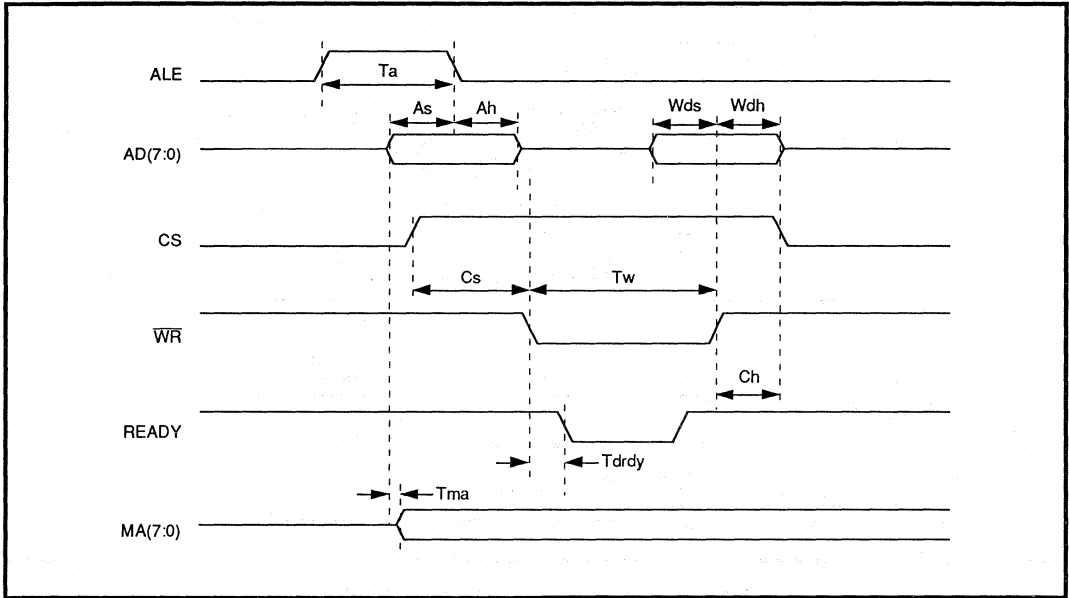 ALE
Ta
As
Ah
Wds
Wdh
AD(7:0)
CS
Cs
Tw
WR
Ch
READY
Tdrdy
Tma
MA(7:0)